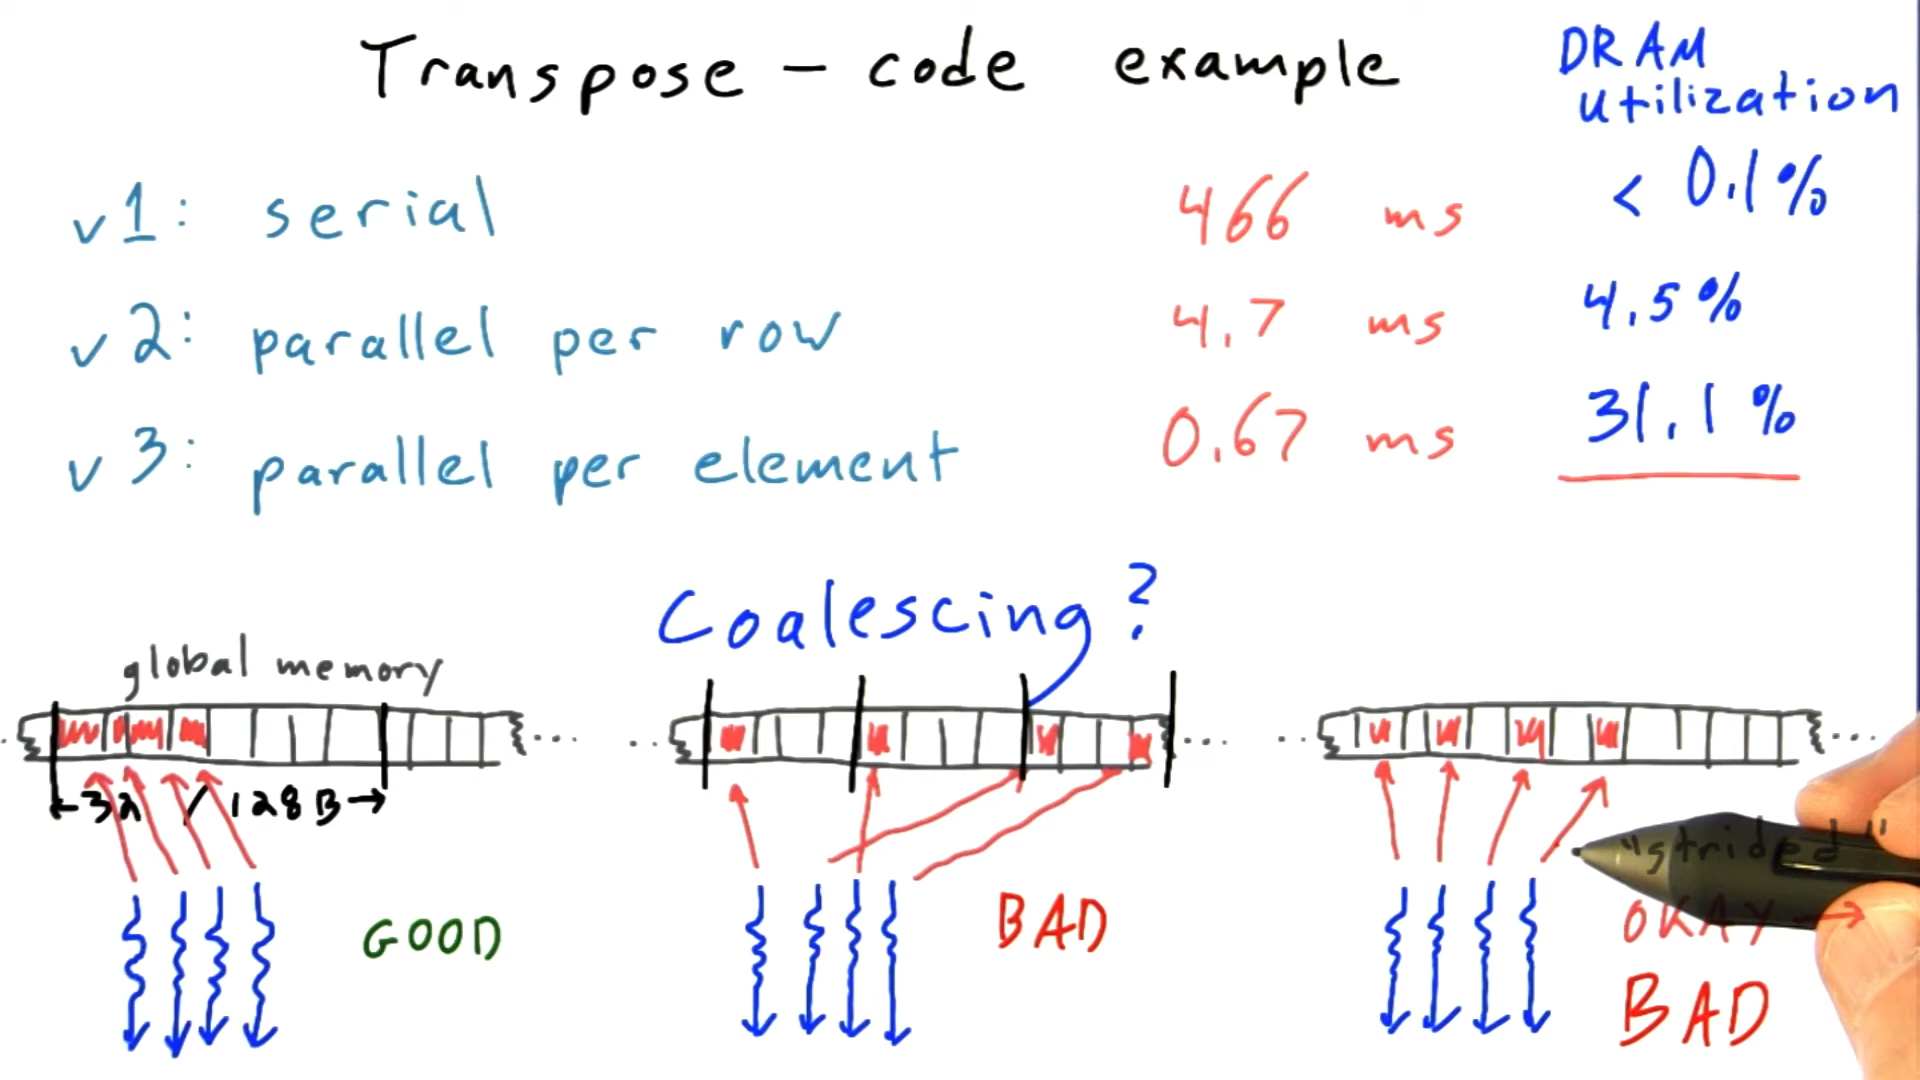 Transpose - code example
DRAM
utilization
v1: serial 466 ms < 0.1%
v2: parallel per row 4.7 ms 4.5%
v3: parallel per element 0.67 ms 31.1%
Coalescing?
global memory
32 / 128B
"strided"
GOOD
BAD
OKAY →
BAD